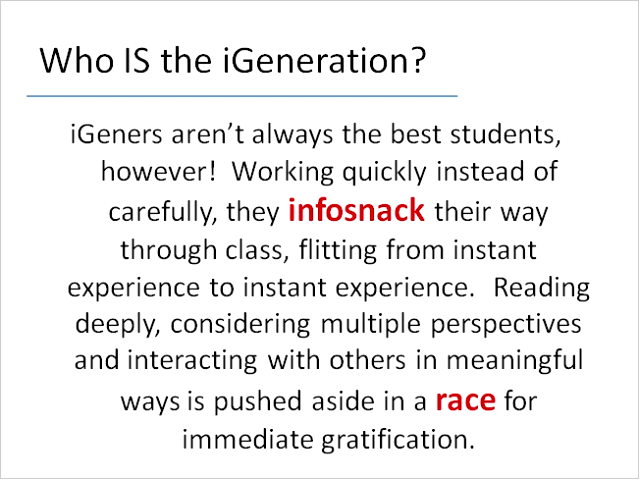 Who IS the iGeneration?
iGeners aren’t always the best students,
however!  Working quickly instead of
carefully, they infosnack their way
through class, flitting from instant
experience to instant experience.  Reading
deeply, considering multiple perspectives
and interacting with others in meaningful
ways is pushed aside in a race for
immediate gratification.